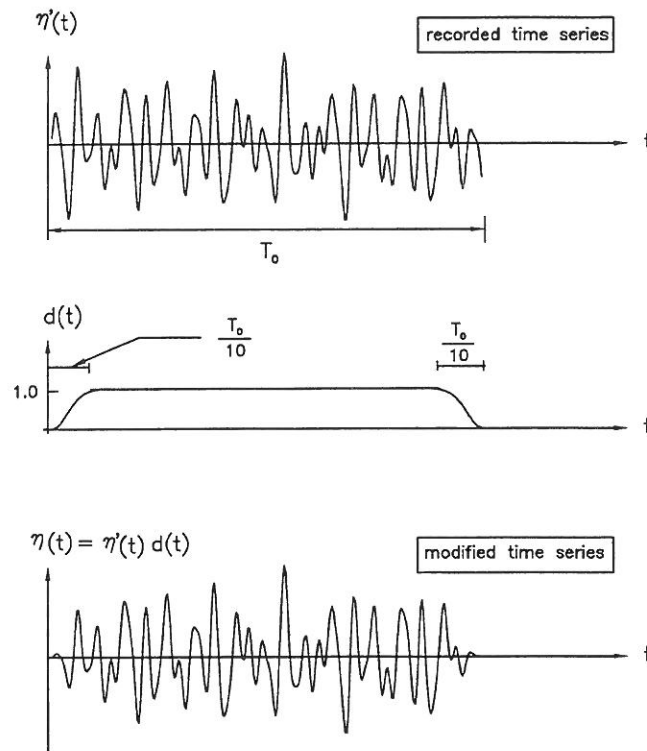 η'(t)
recorded time series
t
T₀
d(t)
T₀
10
T₀
10
1.0
t
η(t) = η'(t) d(t)
modified time series
t